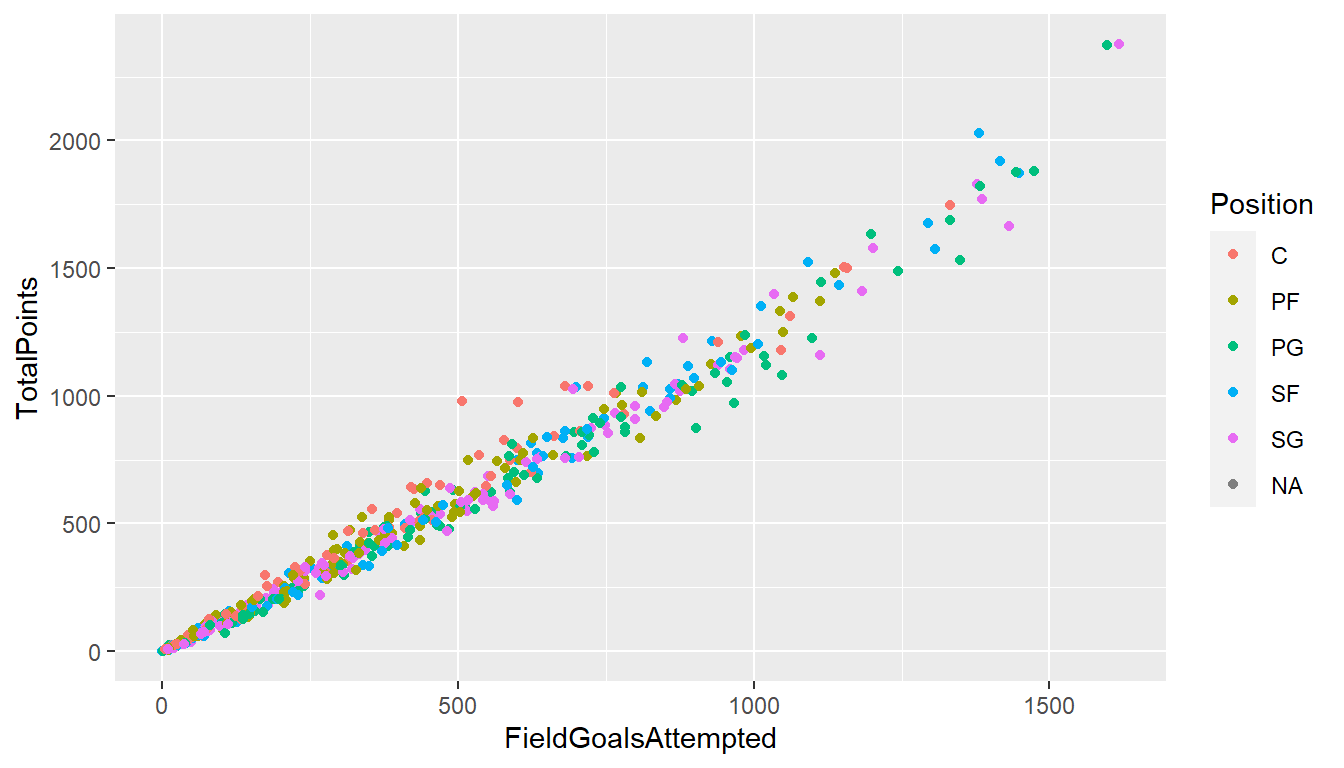 TotalPoints
2000
1500
1000
500
0
0 500 1000 1500
FieldGoalsAttempted
Position
C
PF
PG
SF
SG
NA